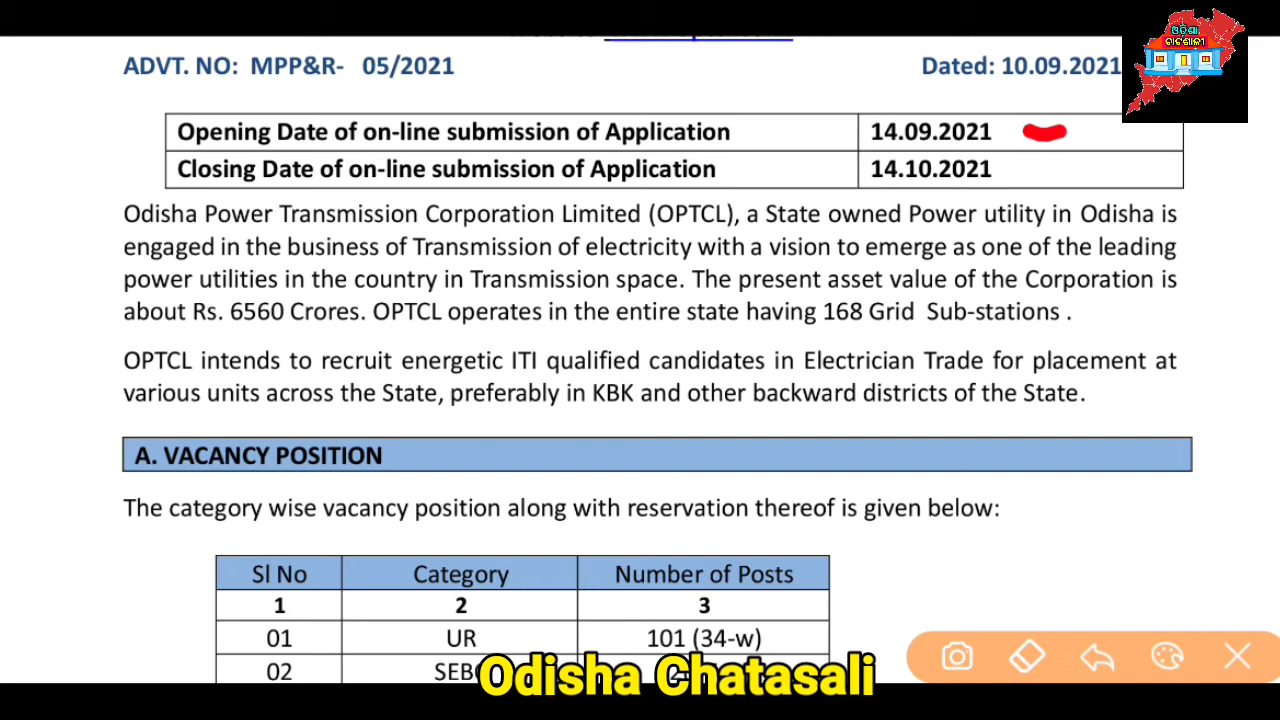 ADVT. NO: MPP&R- 05/2021 Dated: 10.09.2021
ଓଡ଼ିଶା
ଚାଟଶାଳୀ
Opening Date of on-line submission of Application 14.09.2021
Closing Date of on-line submission of Application 14.10.2021
Odisha Power Transmission Corporation Limited (OPTCL), a State owned Power utility in Odisha is
engaged in the business of Transmission of electricity with a vision to emerge as one of the leading
power utilities in the country in Transmission space. The present asset value of the Corporation is
about Rs. 6560 Crores. OPTCL operates in the entire state having 168 Grid Sub-stations .
OPTCL intends to recruit energetic ITI qualified candidates in Electrician Trade for placement at
various units across the State, preferably in KBK and other backward districts of the State.
A. VACANCY POSITION
The category wise vacancy position along with reservation thereof is given below:
Sl No Category Number of Posts
1 2 3
01 UR 101 (34-w)
02
Odisha Chatasali